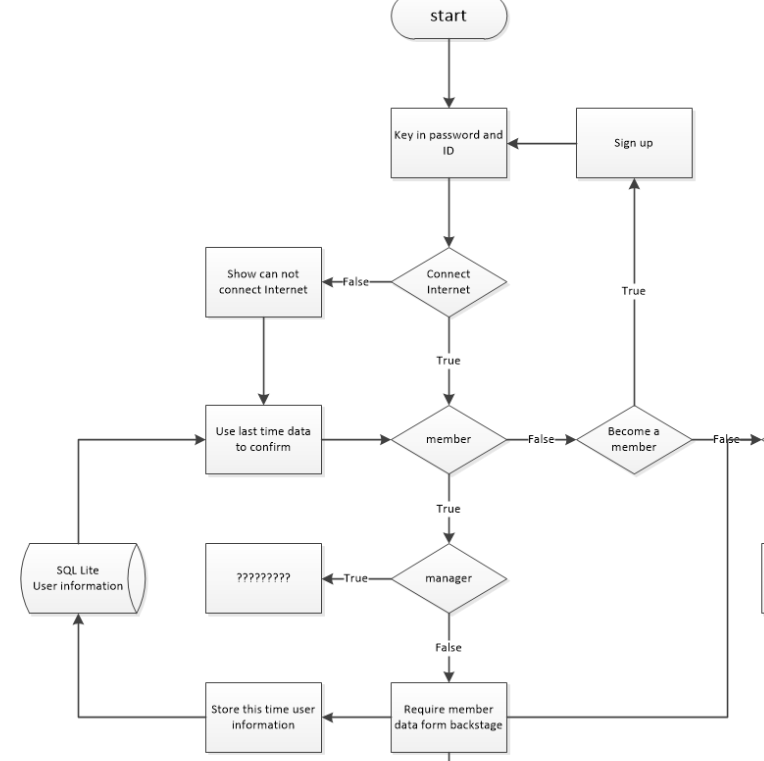 start
Key in password and
ID
Sign up
True
Show can not
connect Internet
False
Connect
Internet
True
Use last time data
to confirm
member
False
Become a
member
False
True
SQL Lite
User information
?????????
True
manager
False
Store this time user
information
Require member
data form backstage